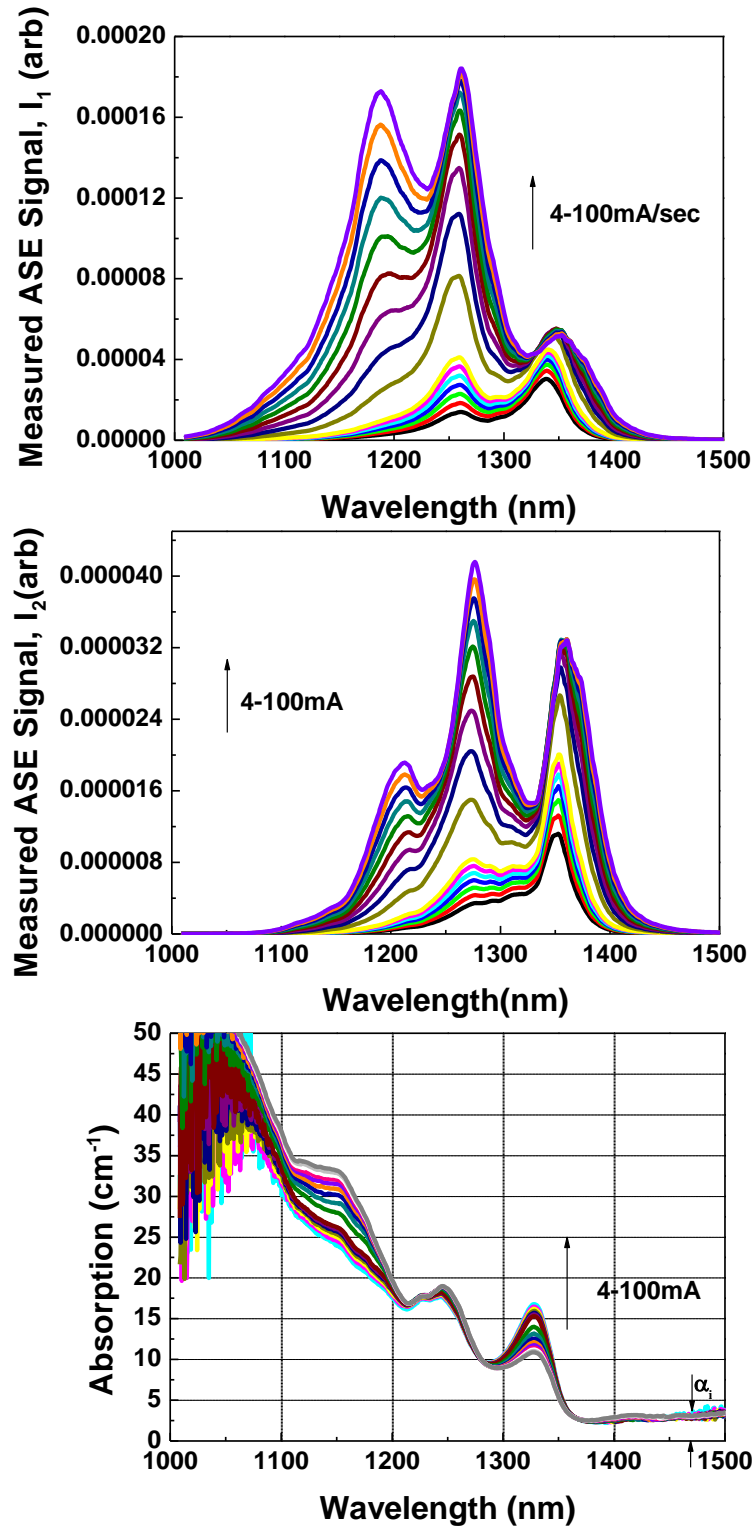 Measured ASE Signal, I1 (arb)
0.00020
0.00016
0.00012
0.00008
0.00004
0.00000
4-100mA/sec
1000 1100 1200 1300 1400 1500
Wavelength (nm)
Measured ASE Signal, I2(arb)
0.000040
0.000032
0.000024
0.000016
0.000008
0.000000
4-100mA
1000 1100 1200 1300 1400 1500
Wavelength(nm)
Absorption (cm-1)
50
45
40
35
30
25
20
15
10
5
0
4-100mA
αi
1000 1100 1200 1300 1400 1500
Wavelength (nm)